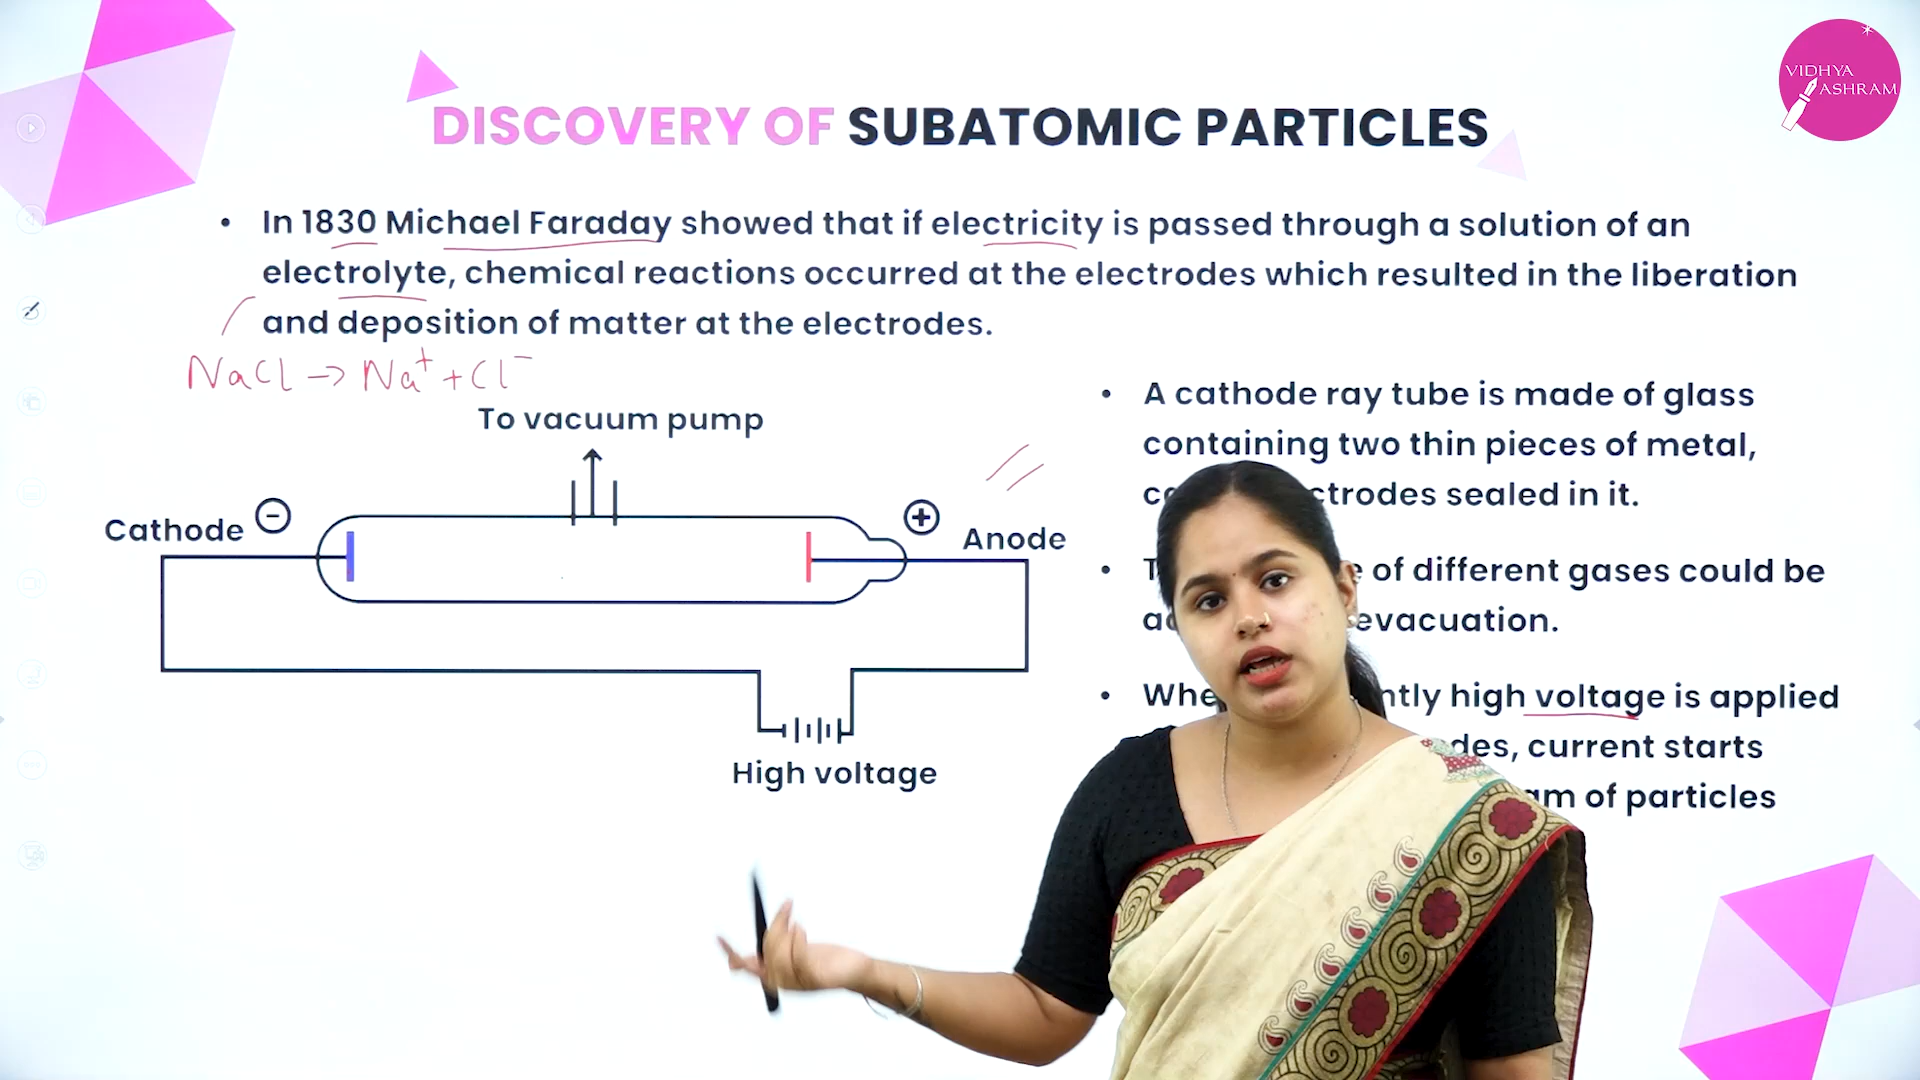 VIDHYA
ASHRAM
DISCOVERY OF SUBATOMIC PARTICLES
• In 1830 Michael Faraday showed that if electricity is passed through a solution of an
electrolyte, chemical reactions occurred at the electrodes which resulted in the liberation
and deposition of matter at the electrodes.
NaCl → Na⁺ + Cl⁻
To vacuum pump
Cathode −
+ Anode
High voltage
• A cathode ray tube is made of glass
containing two thin pieces of metal,
sealed in it.
• of different gases could be
evacuation.
• high voltage is applied
current starts
of particles